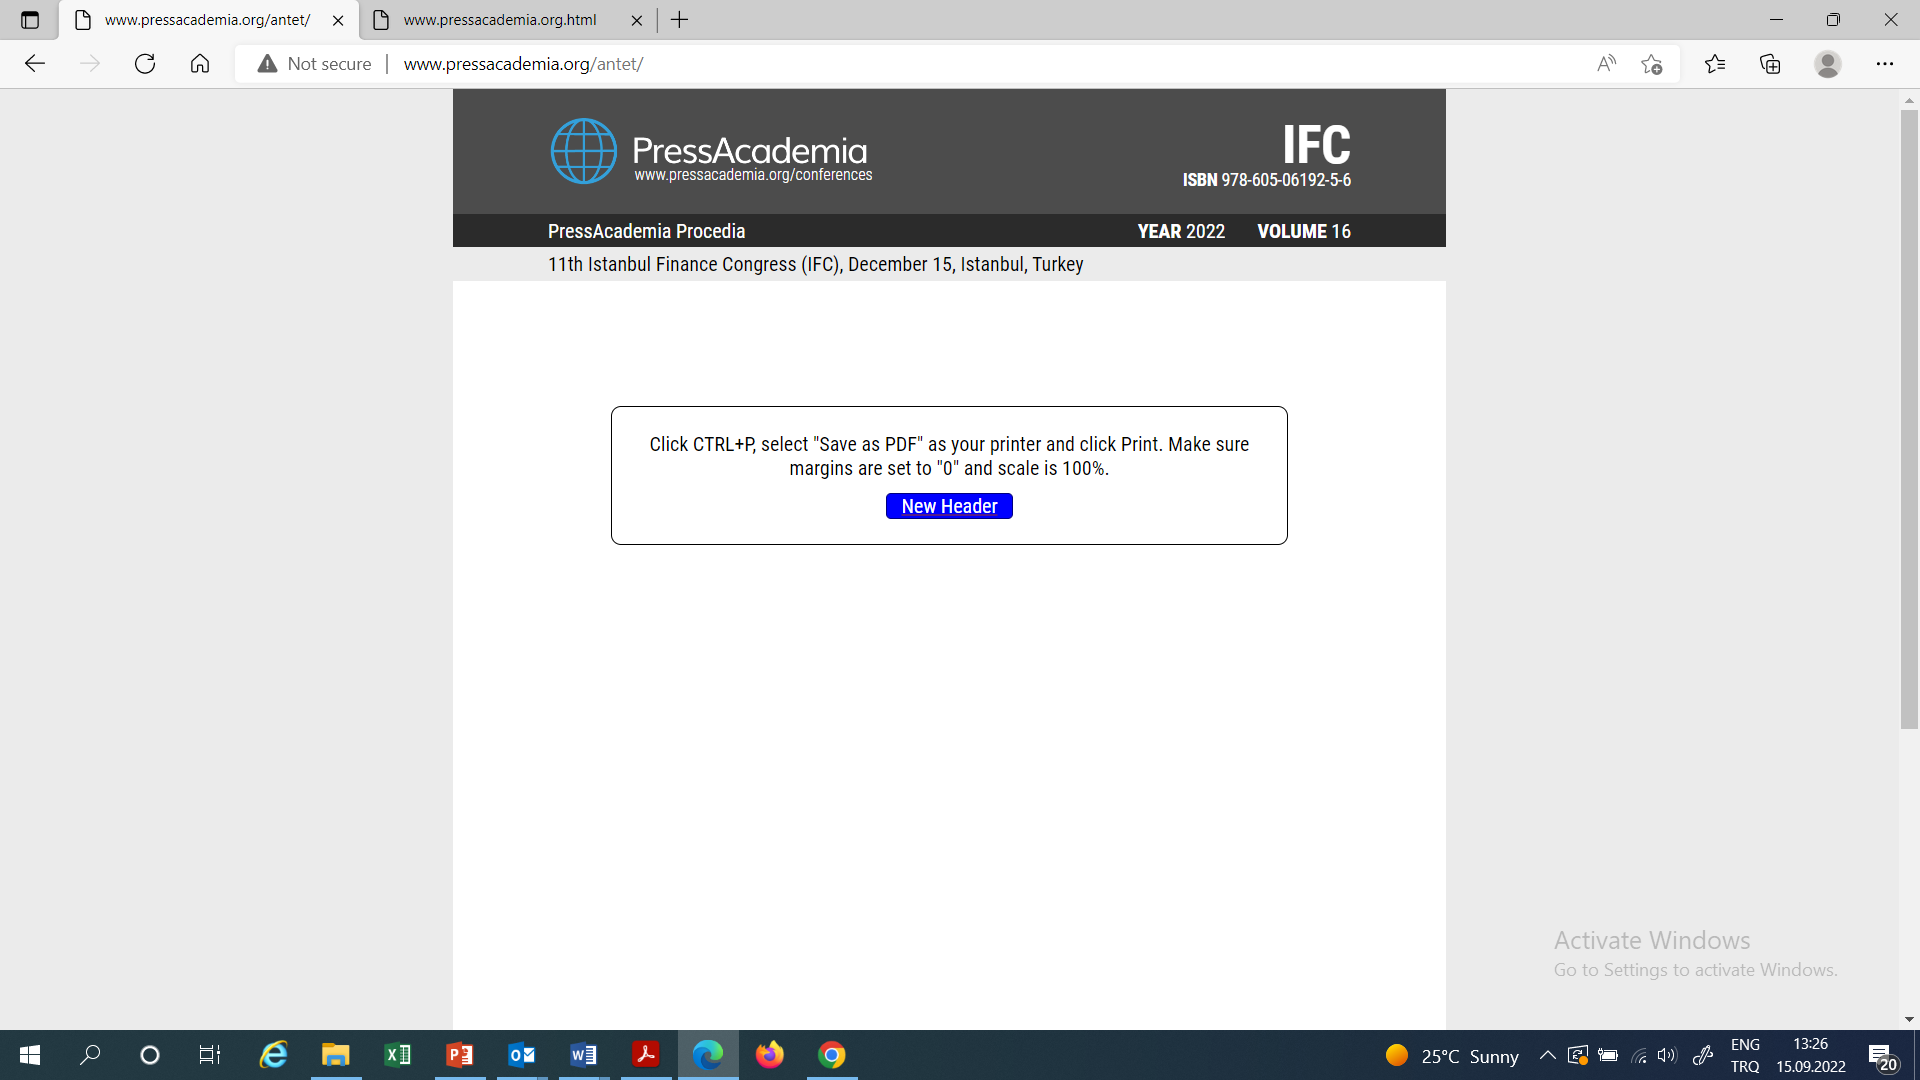 www.pressacademia.org/antet/
www.pressacademia.org.html
Not secure
www.pressacademia.org/antet/
PressAcademia
www.pressacademia.org/conferences
IFC
ISBN 978-605-06192-5-6
PressAcademia Procedia
YEAR 2022 VOLUME 16
11th Istanbul Finance Congress (IFC), December 15, Istanbul, Turkey
Click CTRL+P, select "Save as PDF" as your printer and click Print. Make sure
margins are set to "0" and scale is 100%.
New Header
Activate Windows
Go to Settings to activate Windows.
25°C Sunny
ENG
TRQ
13:26
15.09.2022
20